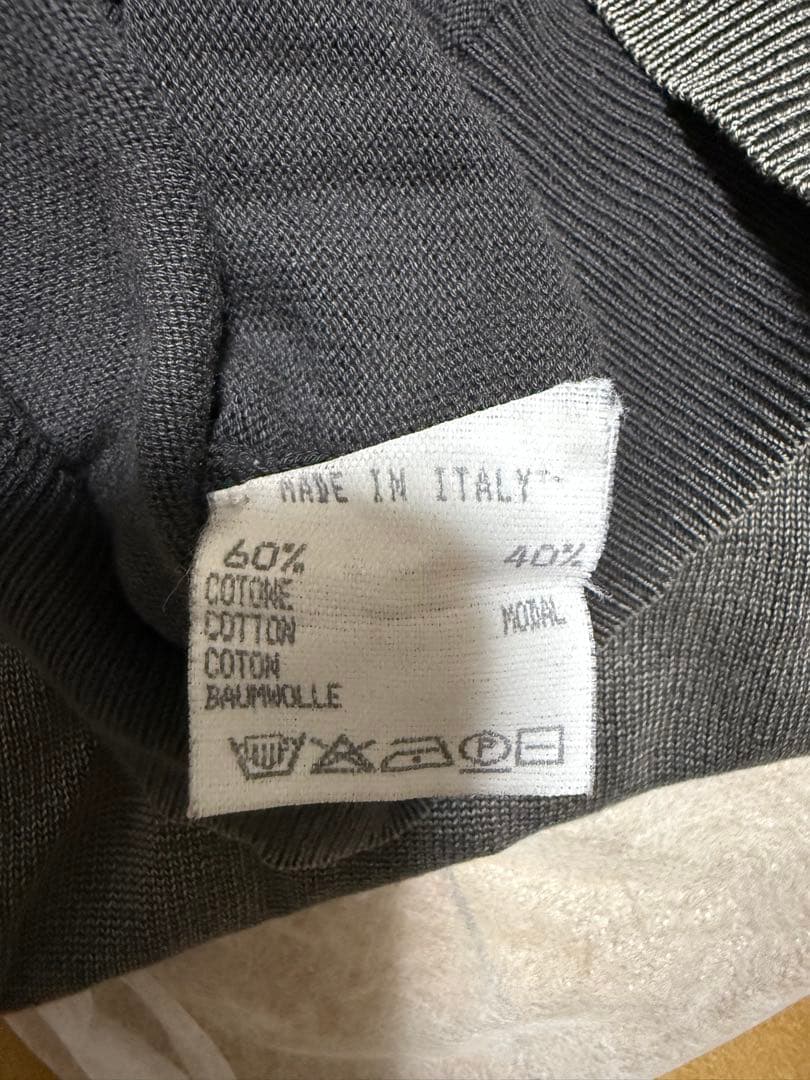 MADE IN ITALY
60% 40%
COTONE
COTTON MODAL
COTON
BAUMWOLLE
P